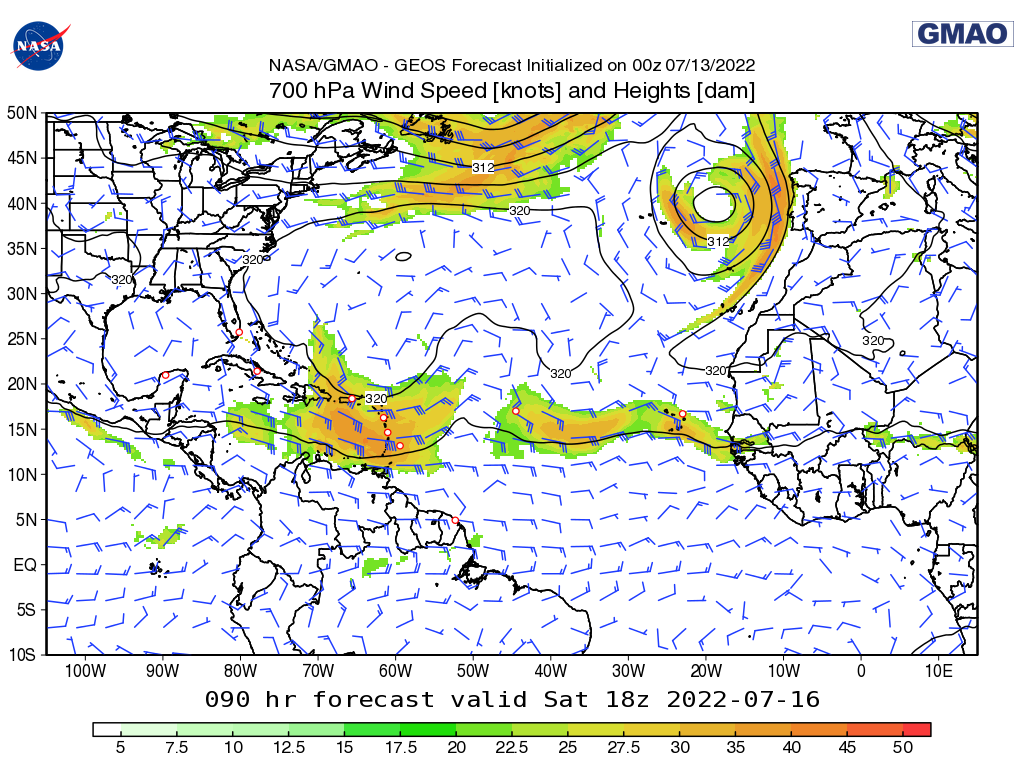 NASA
GMAO
NASA/GMAO - GEOS Forecast Initialized on 00z 07/13/2022
700 hPa Wind Speed [knots] and Heights [dam]
50N
45N
312
40N
320
312
35N
320
320
30N
25N
320
320
320
20N
320
15N
10N
5N
EQ
5S
10S
100W 90W 80W 70W 60W 50W 40W 30W 20W 10W 0 10E
090 hr forecast valid Sat 18z 2022-07-16
5 7.5 10 12.5 15 17.5 20 22.5 25 27.5 30 35 40 45 50